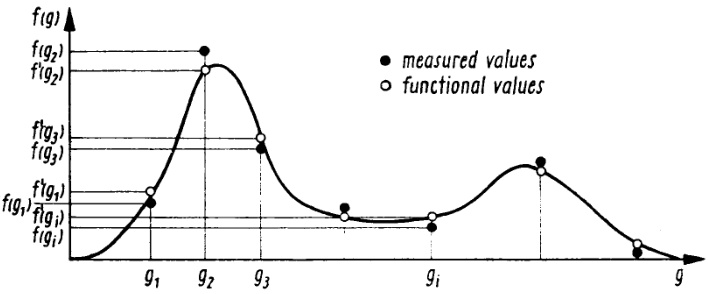 f(g)
f(g2)
f'(g2)
f'(g3)
f(g3)
f'(g1)
f(g1)
f'(gi)
f(gi)
measured values
functional values
g1 g2 g3 gi g